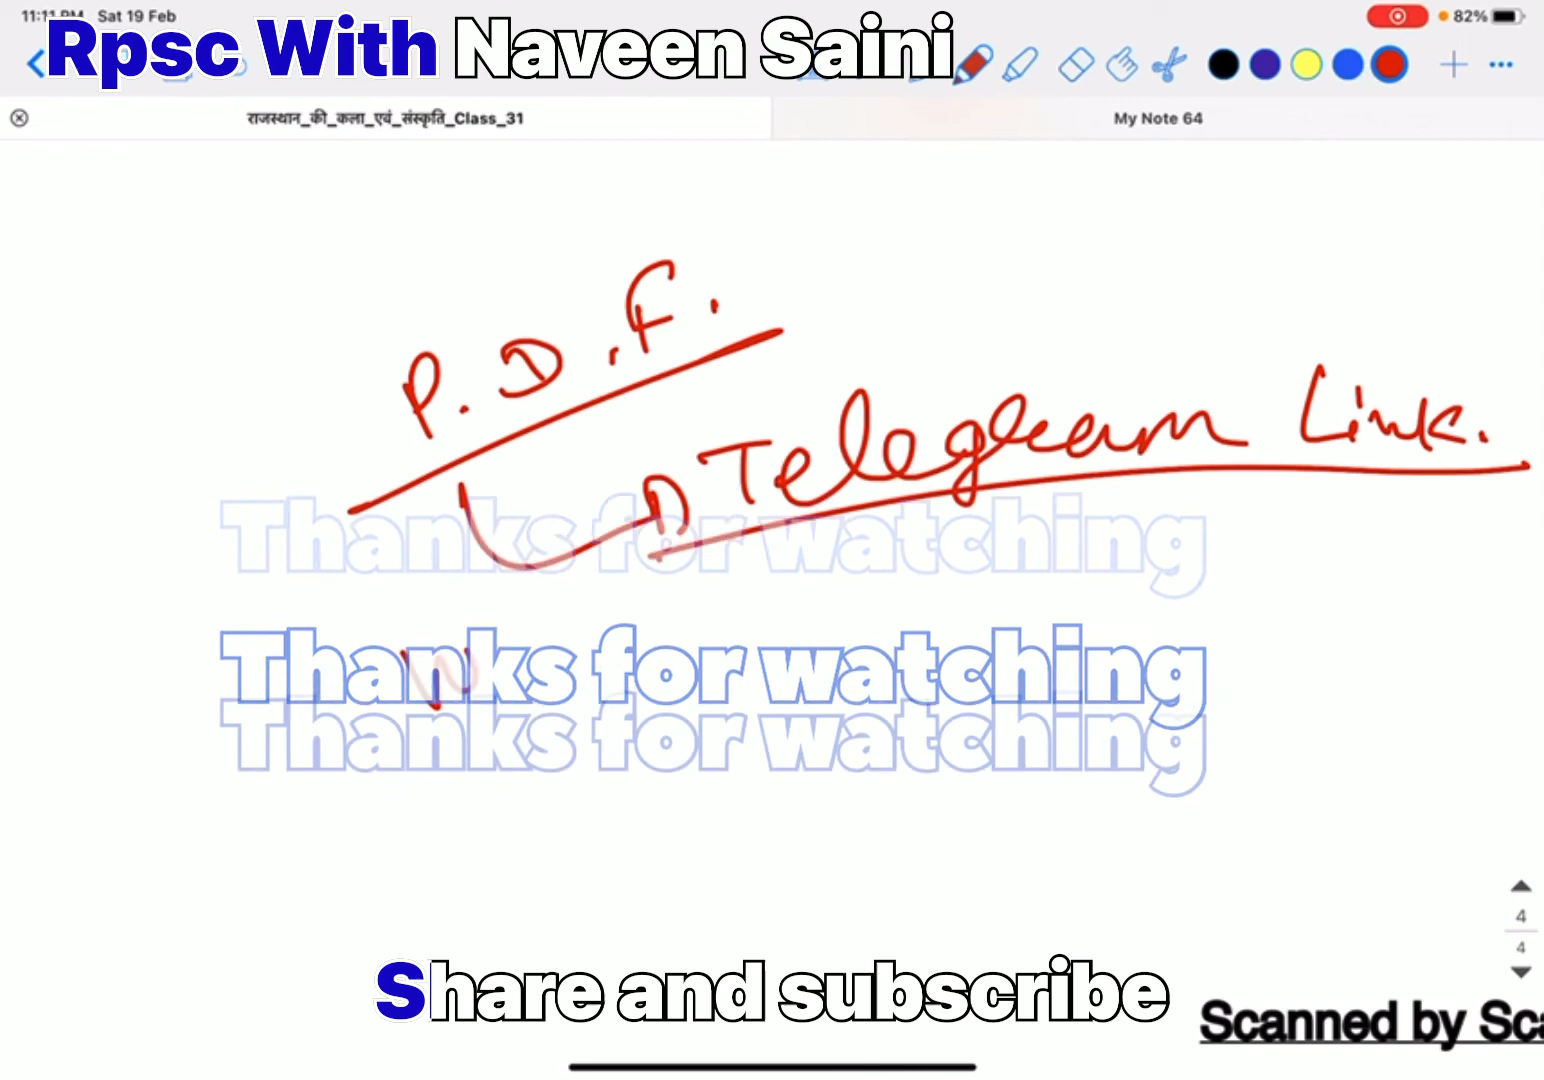 11:11 PM Sat 19 Feb
82%
Rpsc With Naveen Saini
राजस्थान_की_कला_एवं_संस्कृति_Class_31
My Note 64
P. D. F.
Telegram Link.
Thanks for watching
Thanks for watching
Thanks for watching
4
4
Share and subscribe
Scanned by